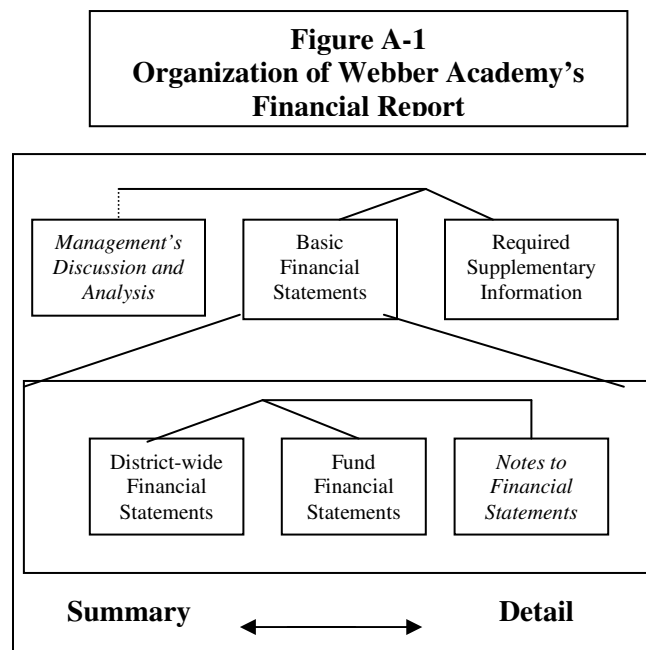 Figure A-1
Organization of Webber Academy's
Financial Report
Management's
Discussion and
Analysis
Basic
Financial
Statements
Required
Supplementary
Information
District-wide
Financial
Statements
Fund
Financial
Statements
Notes to
Financial
Statements
Summary
Detail